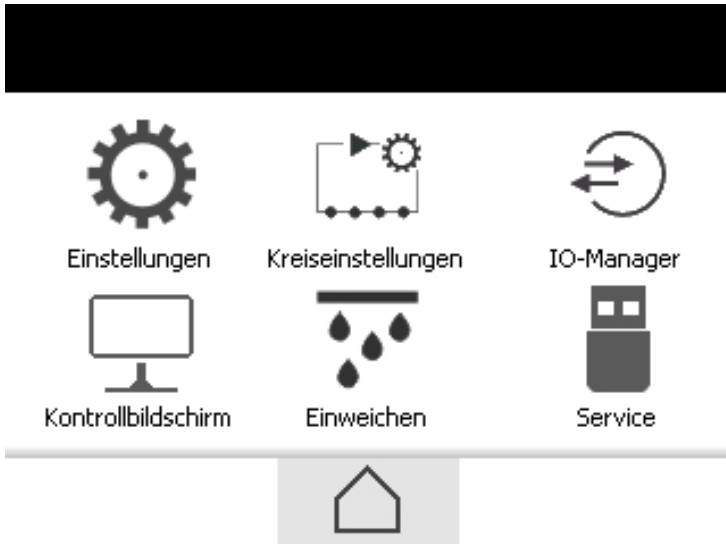 Einstellungen
Kreiseinstellungen
IO-Manager
Kontrollbildschirm
Einweichen
Service